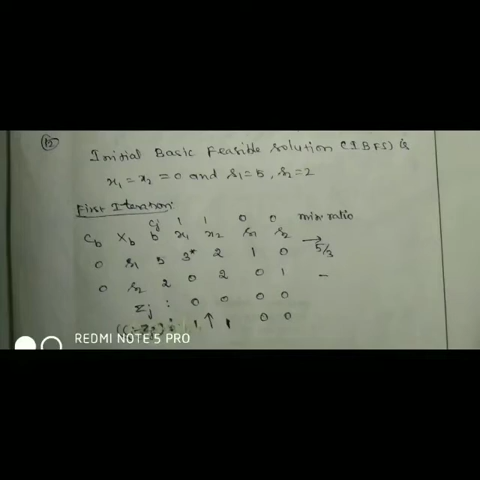 Initial Basic Feasible solution (IBFS) is
x₁ = x₂ = 0 and s₁ = 5, s₂ = 2
First Iteration:
Cj 1 1 0 0 min ratio
Cb Xb b x₁ x₂ s₁ s₂
0 s₁ 5 3* 2 1 0 → 5/3
0 s₂ 2 0 2 0 1 –
Zj : 0 0 0 0
: 1 ↑ 1 0 0
REDMI NOTE 5 PRO